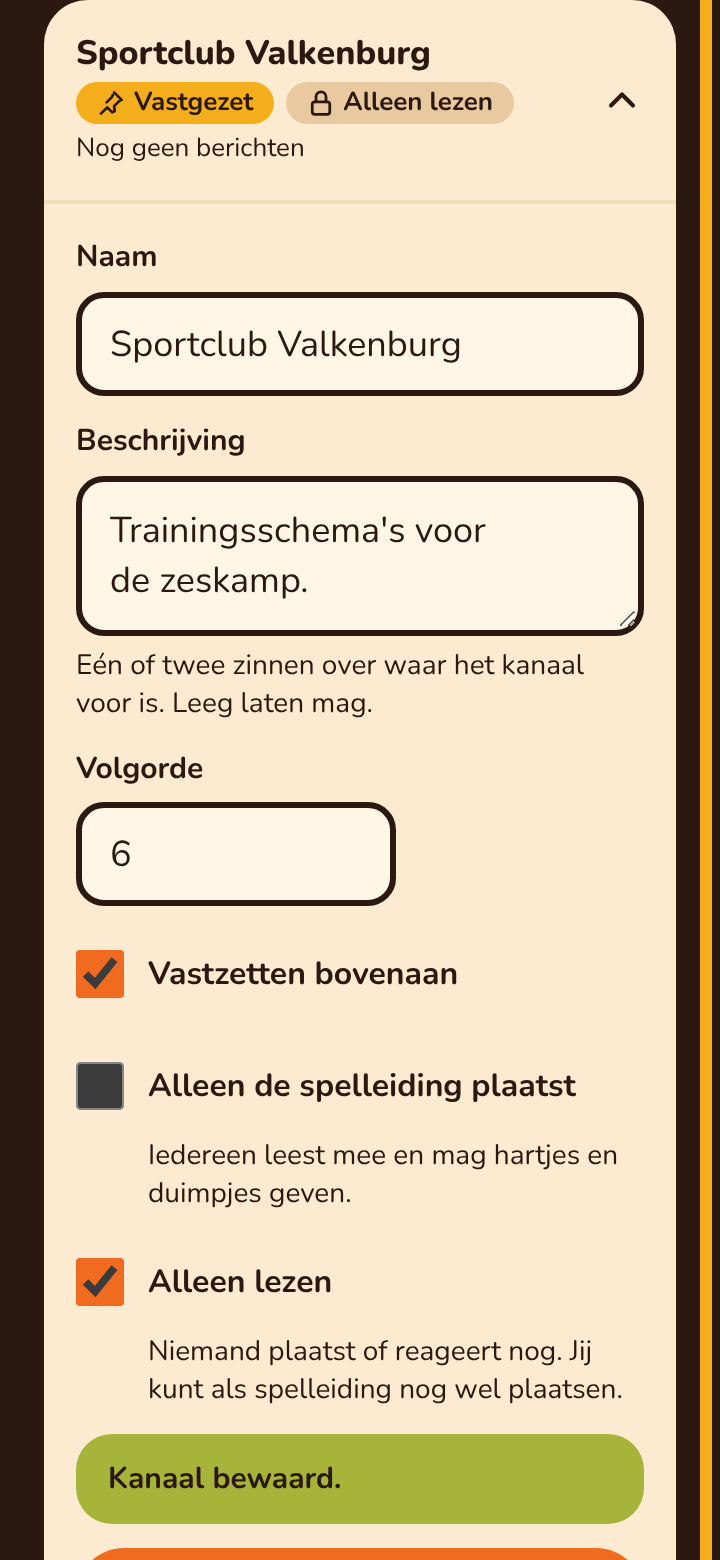 Sportclub Valkenburg
Vastgezet Alleen lezen
Nog geen berichten
Naam
Sportclub Valkenburg
Beschrijving
Trainingsschema's voor
de zeskamp.
Eén of twee zinnen over waar het kanaal
voor is. Leeg laten mag.
Volgorde
6
Vastzetten bovenaan
Alleen de spelleiding plaatst
Iedereen leest mee en mag hartjes en
duimpjes geven.
Alleen lezen
Niemand plaatst of reageert nog. Jij
kunt als spelleiding nog wel plaatsen.
Kanaal bewaard.